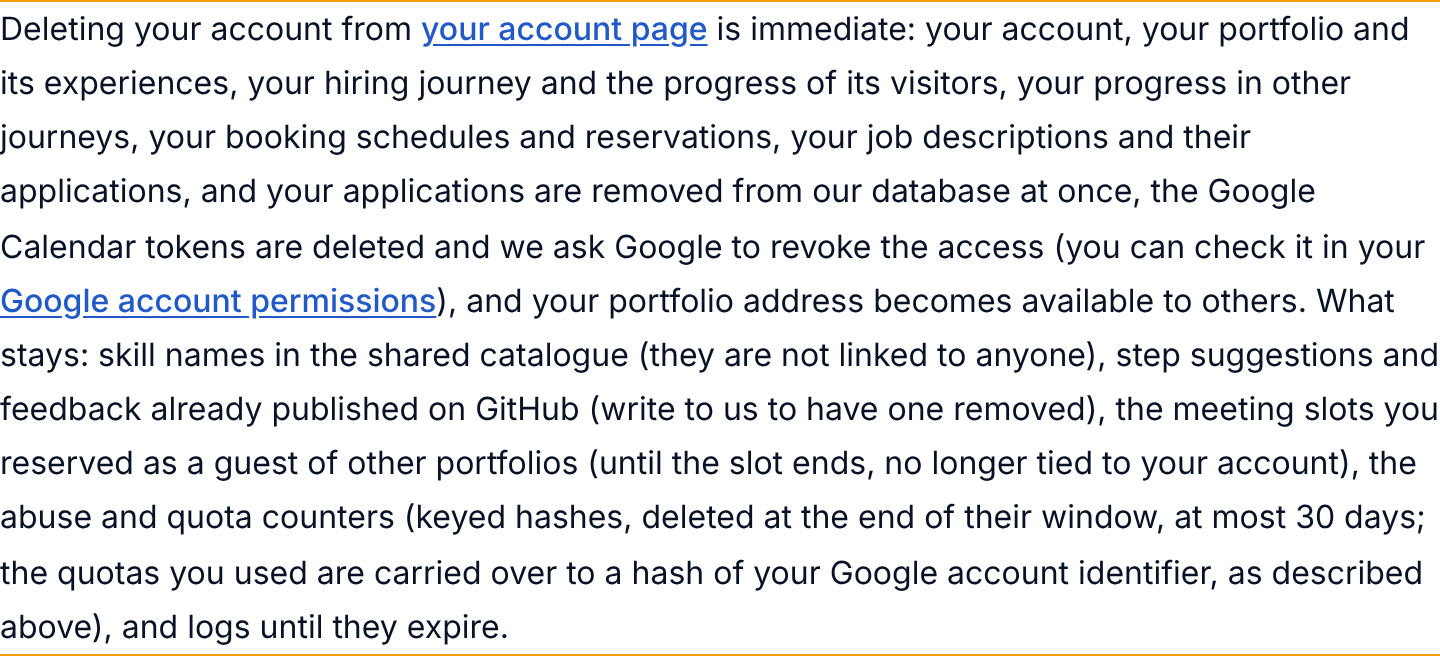 Deleting your account from your account page is immediate: your account, your portfolio and
its experiences, your hiring journey and the progress of its visitors, your progress in other
journeys, your booking schedules and reservations, your job descriptions and their
applications, and your applications are removed from our database at once, the Google
Calendar tokens are deleted and we ask Google to revoke the access (you can check it in your
Google account permissions), and your portfolio address becomes available to others. What
stays: skill names in the shared catalogue (they are not linked to anyone), step suggestions and
feedback already published on GitHub (write to us to have one removed), the meeting slots you
reserved as a guest of other portfolios (until the slot ends, no longer tied to your account), the
abuse and quota counters (keyed hashes, deleted at the end of their window, at most 30 days;
the quotas you used are carried over to a hash of your Google account identifier, as described
above), and logs until they expire.